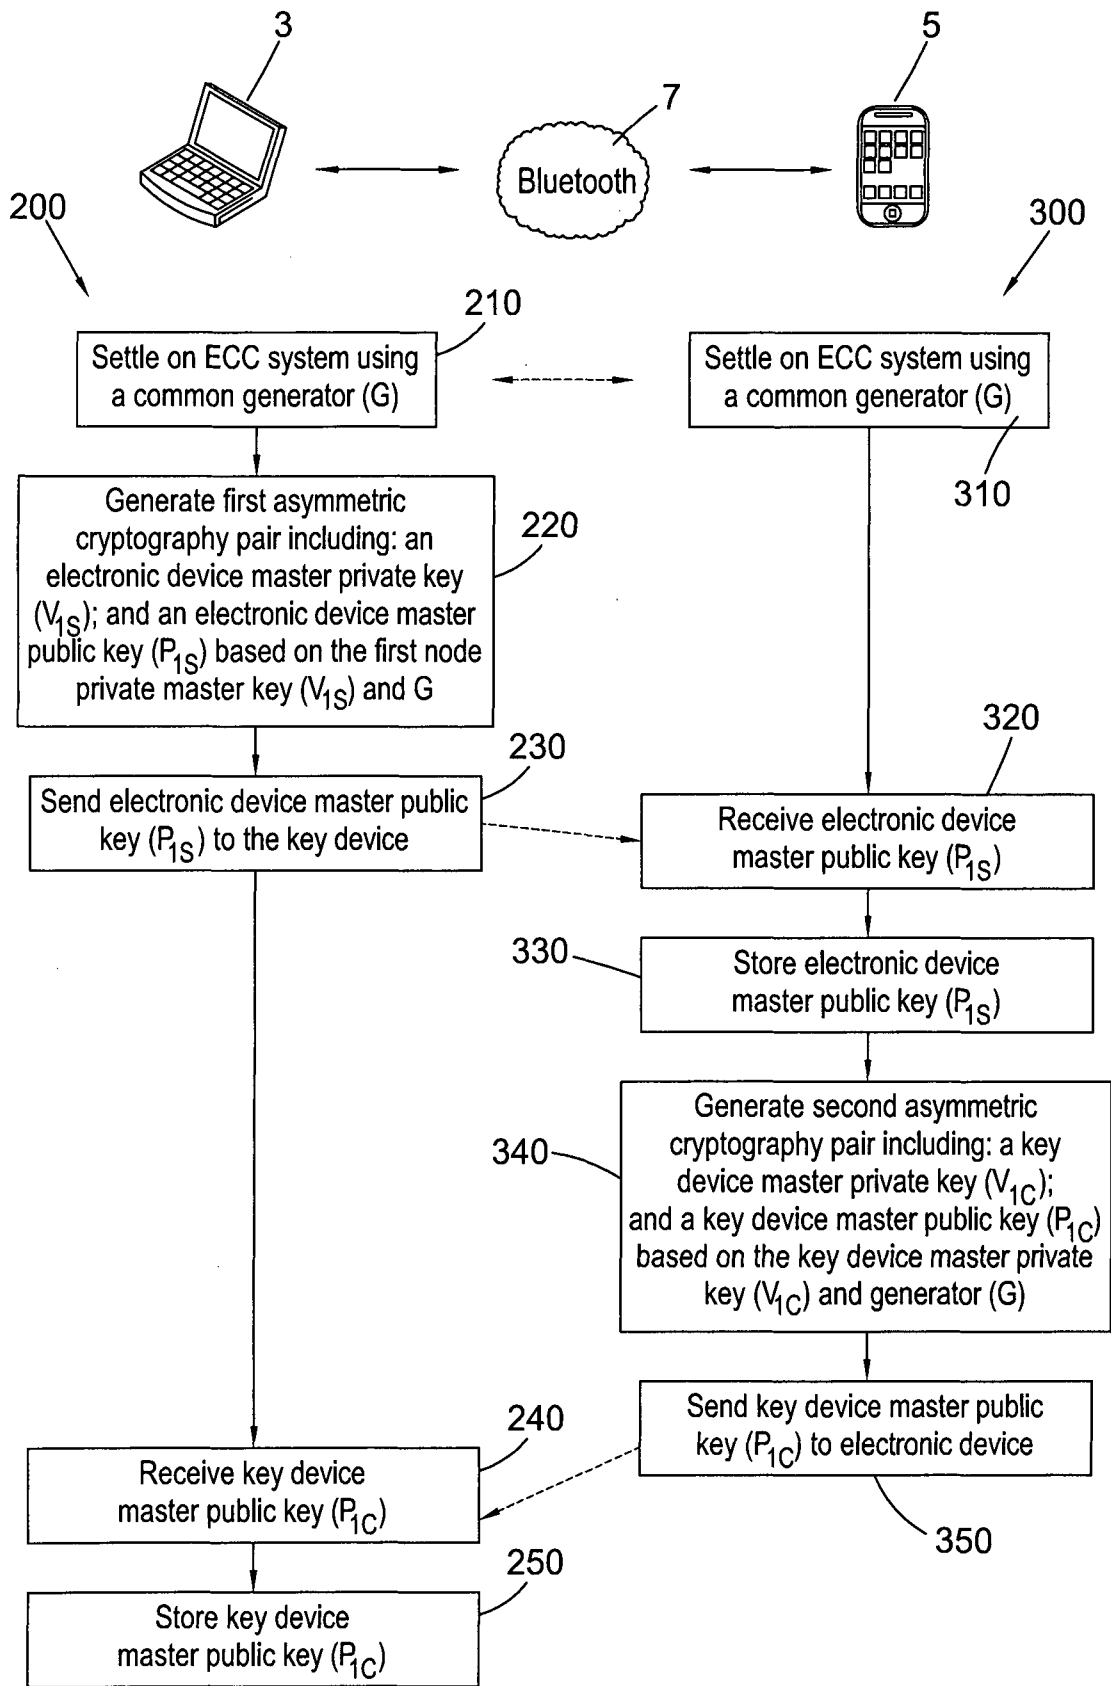 3
5
7
Bluetooth
200
300
210
Settle on ECC system using
a common generator (G)
Settle on ECC system using
a common generator (G)
310
Generate first asymmetric
cryptography pair including: an
electronic device master private key
(V1S); and an electronic device master
public key (P1S) based on the first node
private master key (V1S) and G
220
230
Send electronic device master public
key (P1S) to the key device
320
Receive electronic device
master public key (P1S)
330
Store electronic device
master public key (P1S)
340
Generate second asymmetric
cryptography pair including: a key
device master private key (V1C);
and a key device master public key (P1C)
based on the key device master private
key (V1C) and generator (G)
Send key device master public
key (P1C) to electronic device
350
240
Receive key device
master public key (P1C)
250
Store key device
master public key (P1C)